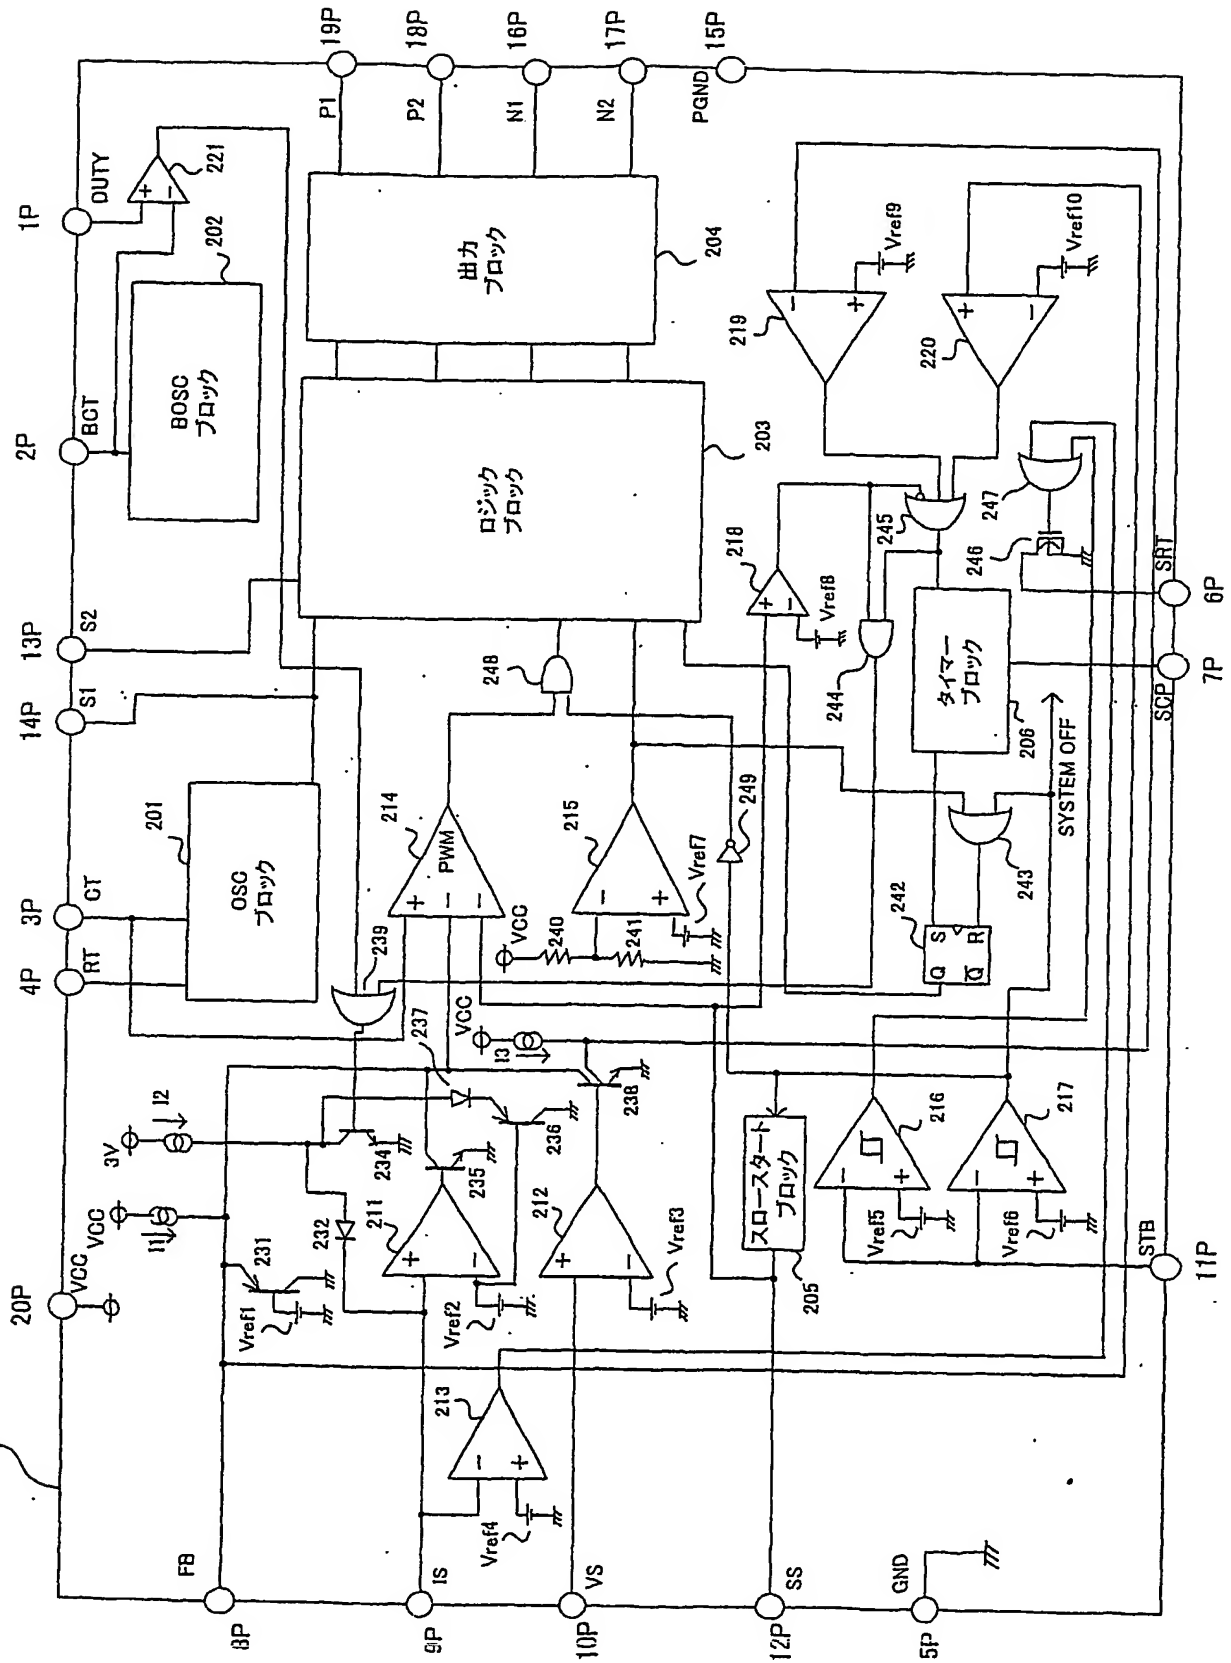 20P
VCC
4P
RT
3P
CT
14P
S1
13P
S2
2P
BCT
1P
DUTY
VCC
I1
3V
I2
231
Vref1
232
234
239
201
OSC
ブロック
BOSC
ブロック
202
+
−
221
P1
19P
P2
18P
N1
16P
N2
17P
PGND
15P
FB
8P
211
+
−
235
237
236
Vref2
VCC
I3
214
+
−
−
PWM
248
ロジック
ブロック
203
出力
ブロック
204
IS
9P
213
−
+
Vref4
212
+
−
Vref3
238
VCC
240
241
215
−
+
Vref7
249
VS
10P
218
+
−
Vref8
219
−
+
Vref9
SS
12P
スロースタート
ブロック
205
244
245
220
+
−
Vref10
216
−
+
Vref5
217
−
+
Vref6
242
S
R
Q
Q̅
243
タイマー
ブロック
206
246
247
SYSTEM OFF
GND
5P
STB
11P
SCP
7P
SRT
6P